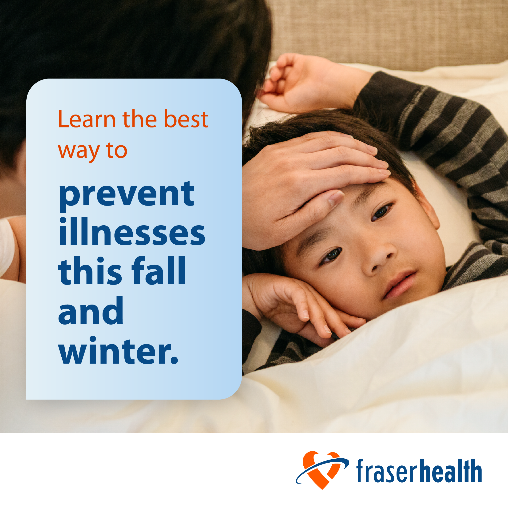 Learn the best
way to
prevent
illnesses
this fall
and
winter.
fraserhealth